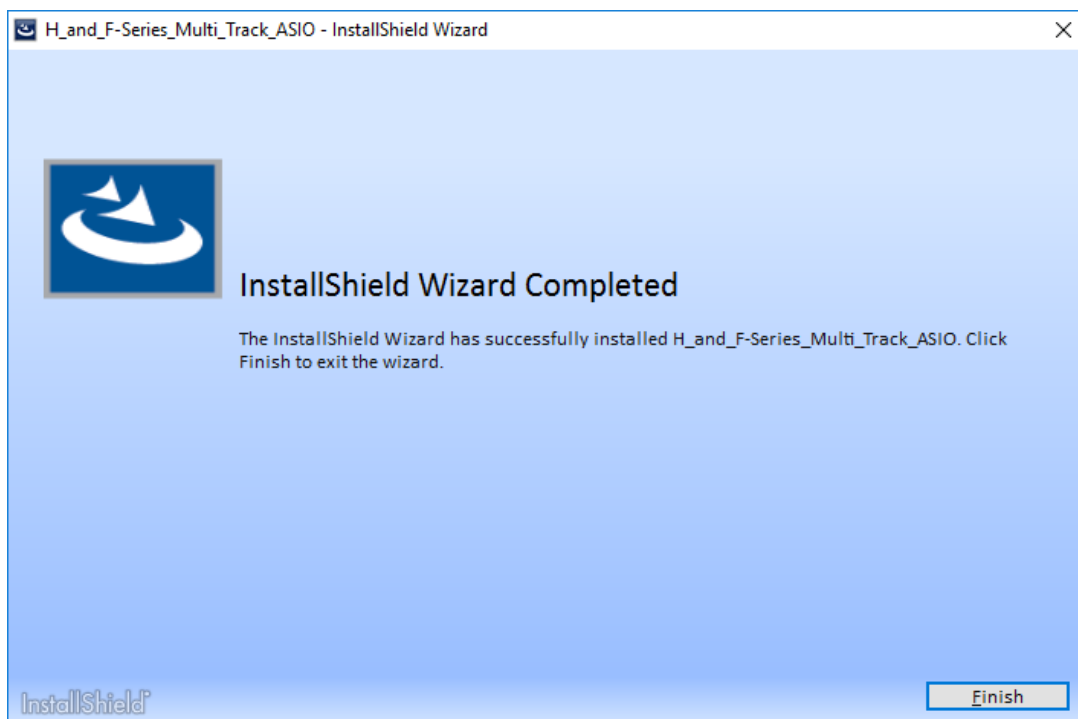 H_and_F-Series_Multi_Track_ASIO - InstallShield Wizard
InstallShield Wizard Completed
The InstallShield Wizard has successfully installed H_and_F-Series_Multi_Track_ASIO. Click
Finish to exit the wizard.
InstallShield
Finish